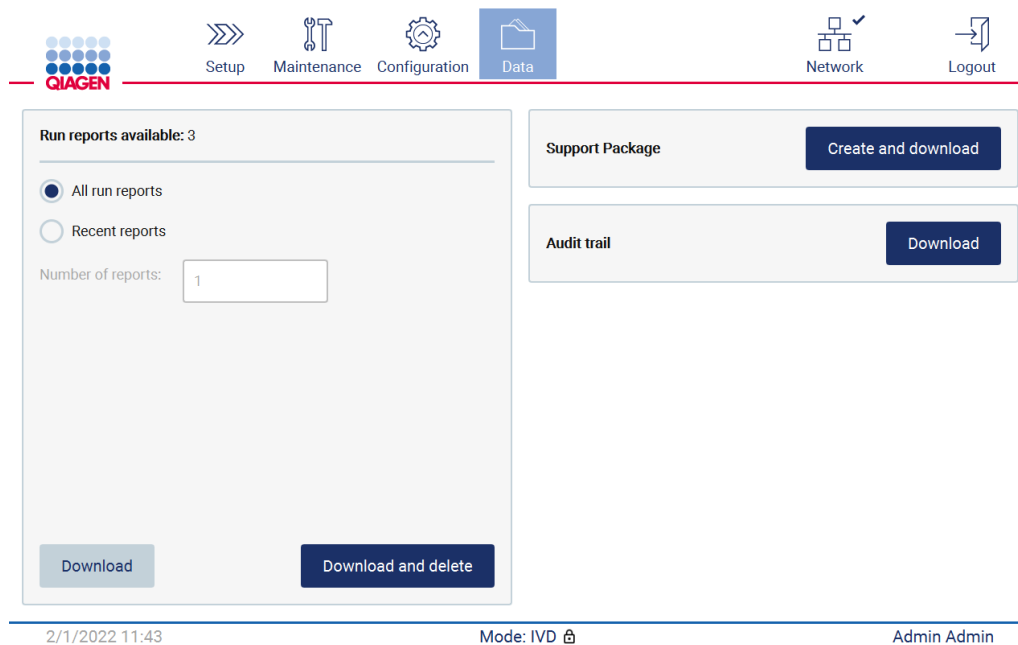 QIAGEN
Setup
Maintenance
Configuration
Data
Network
Logout
Run reports available: 3
All run reports
Recent reports
Number of reports:
1
Download
Download and delete
Support Package
Create and download
Audit trail
Download
2/1/2022 11:43
Mode: IVD
Admin Admin